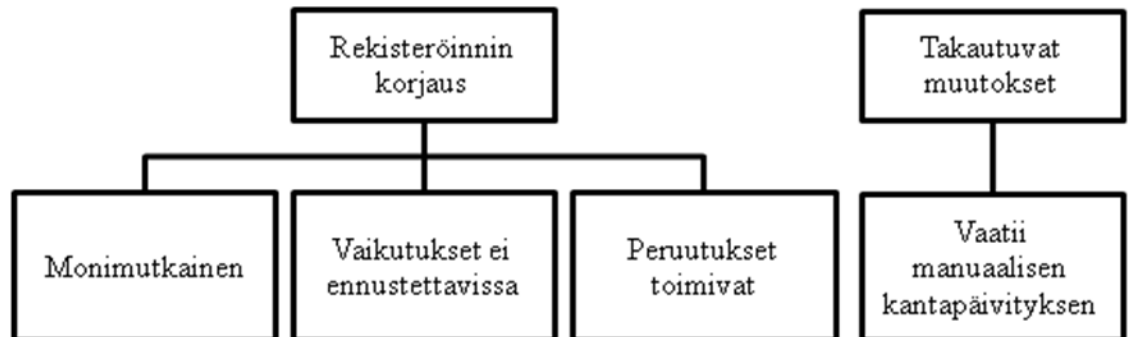 Rekisteröinnin
korjaus
Takautuvat
muutokset
Monimutkainen
Vaikutukset ei
ennustettavissa
Peruutukset
toimivat
Vaatii
manuaalisen
kantapäivityksen